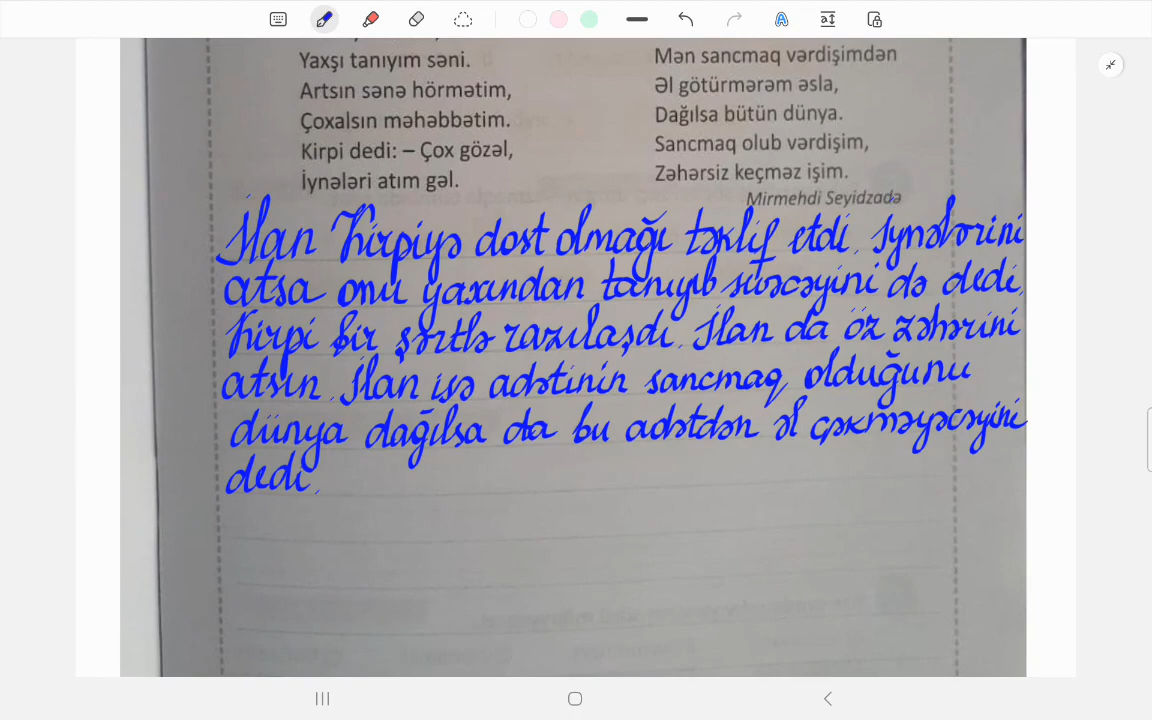 Yaxşı tanıyım səni.
Artsın sənə hörmətim,
Çoxalsın məhəbbətim.
Kirpi dedi: – Çox gözəl,
İynələri atım gəl.
Mən sancmaq vərdişimdən
Əl götürmərəm əsla,
Dağılsa bütün dünya.
Sancmaq olub vərdişim,
Zəhərsiz keçməz işim.
Mirmehdi Seyidzadə
İlan Kirpiyə dost olmağı təklif etdi. İynələrini
atsa onu yaxından tanıyıb sürəcəyini də dedi.
Kirpi bir şərtlə razılaşdı. İlan da öz zəhərini
atsın. İlan isə adətinin sancmaq olduğunu
dünya dağılsa da bu adətdən əl çəkməyəcəyini
dedi.